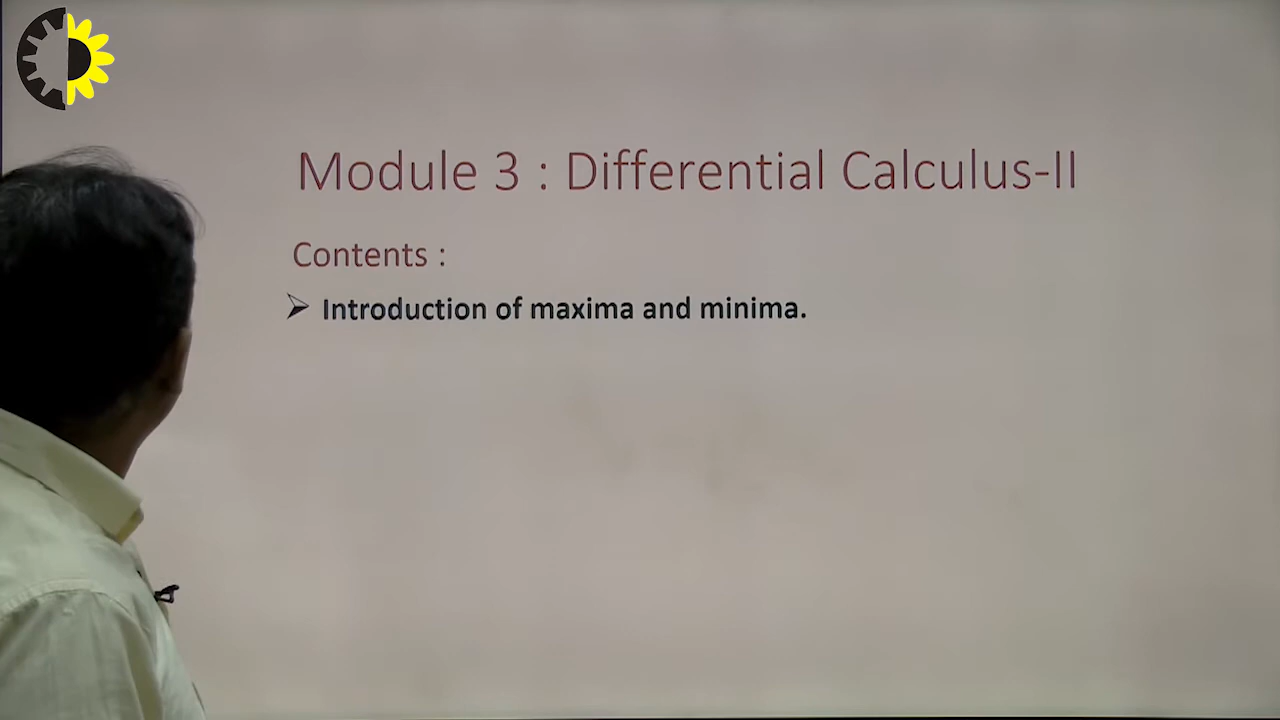 Module 3 : Differential Calculus-II
Contents :
➢ Introduction of maxima and minima.